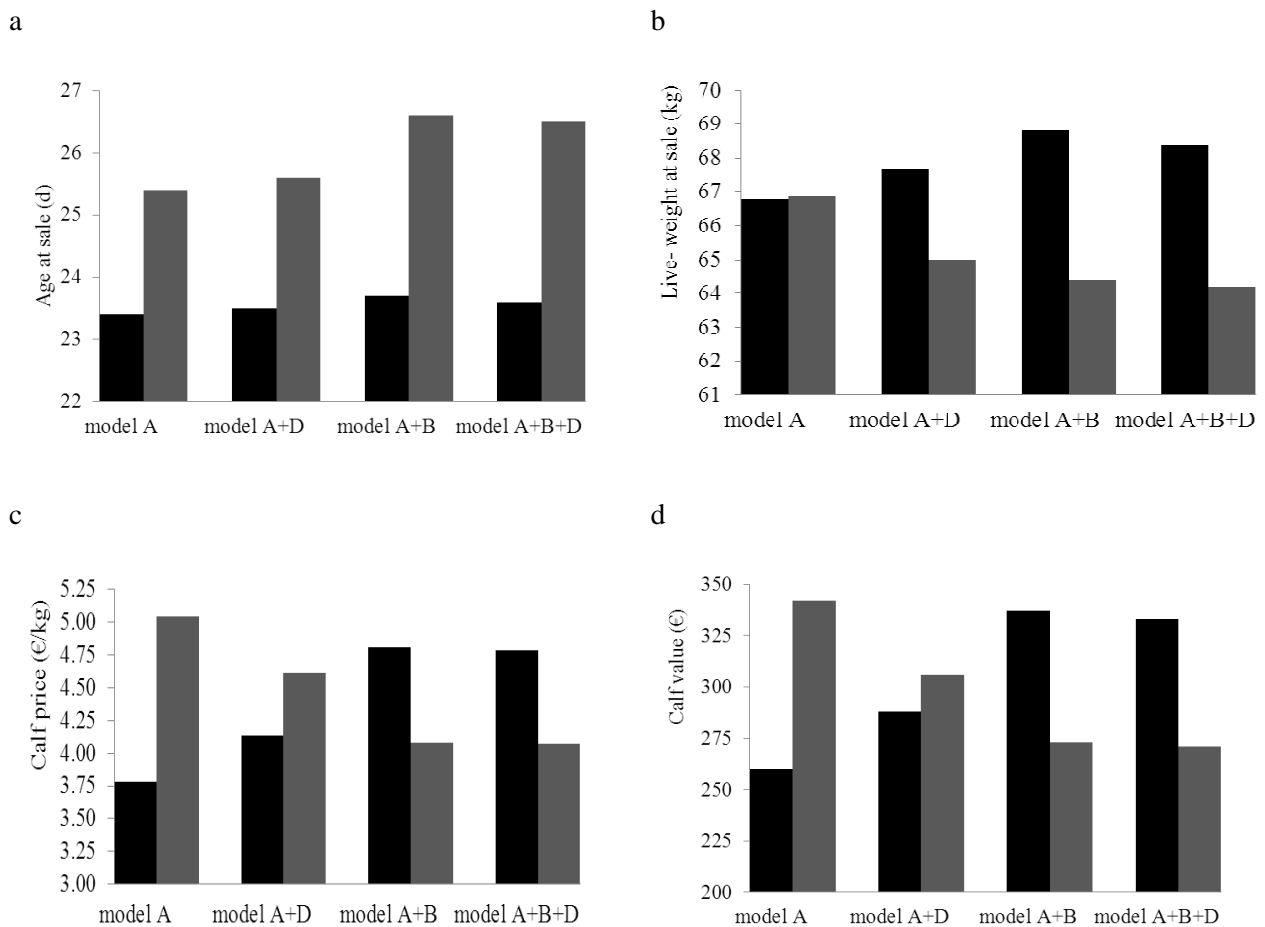 a
27
26
25
24
23
22
Age at sale (d)
model A
model A+D
model A+B
model A+B+D
b
70
69
68
67
66
65
64
63
62
61
Live- weight at sale (kg)
model A
model A+D
model A+B
model A+B+D
c
5.25
5.00
4.75
4.50
4.25
4.00
3.75
3.50
3.25
3.00
Calf price (€/kg)
model A
model A+D
model A+B
model A+B+D
d
350
325
300
275
250
225
200
Calf value (€)
model A
model A+D
model A+B
model A+B+D